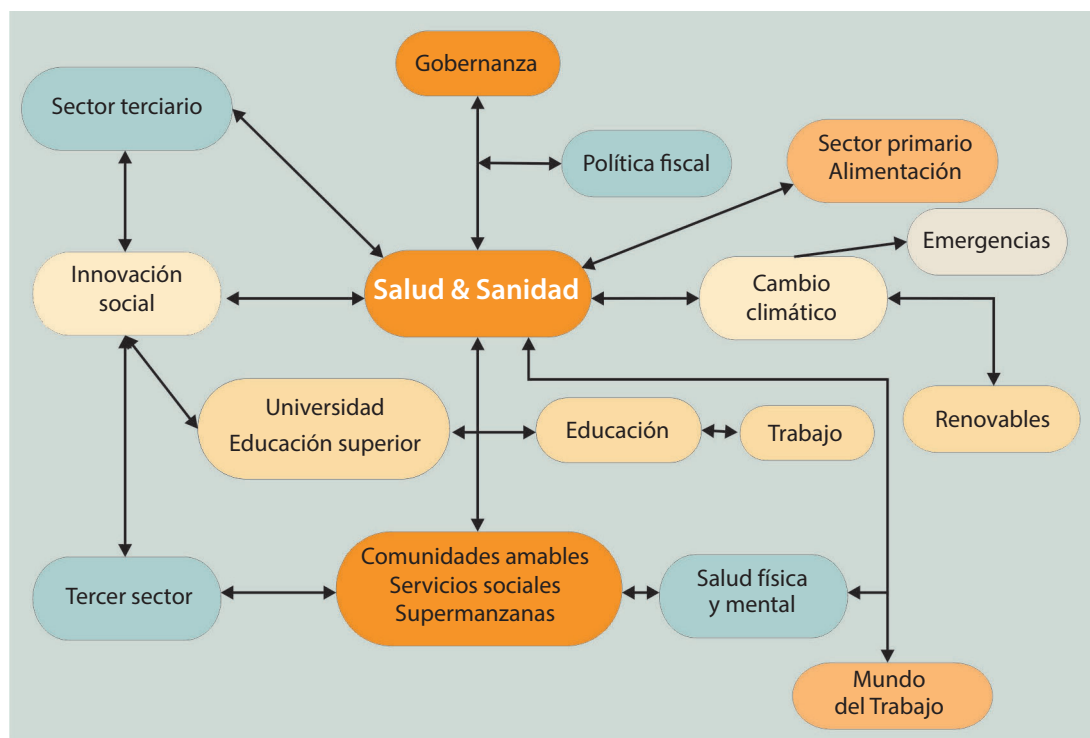 Gobernanza
Sector terciario
Política fiscal
Sector primario
Alimentación
Emergencias
Innovación
social
Salud & Sanidad
Cambio
climático
Universidad
Educación superior
Educación
Trabajo
Renovables
Comunidades amables
Servicios sociales
Supermanzanas
Tercer sector
Salud física
y mental
Mundo
del Trabajo